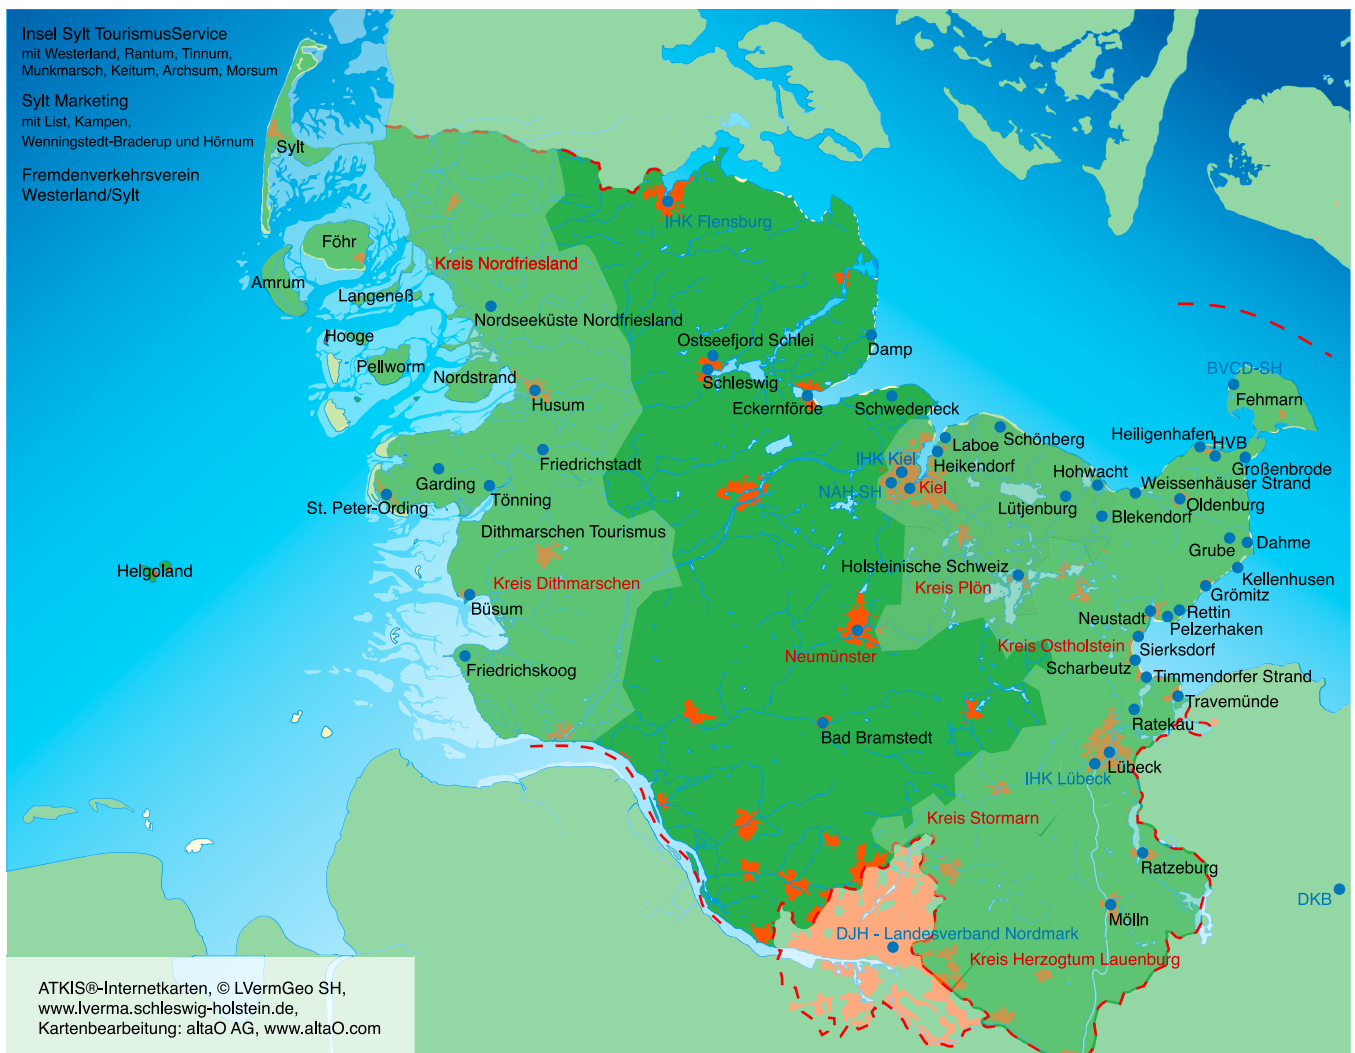 Insel Sylt TourismusService
mit Westerland, Rantum, Tinnum,
Munkmarsch, Keitum, Archsum, Morsum
Sylt Marketing
mit List, Kampen,
Wenningstedt-Braderup und Hörnum
Fremdenverkehrsverein
Westerland/Sylt
Sylt
IHK Flensburg
Föhr
Kreis Nordfriesland
Amrum
Langeneß
Nordseeküste Nordfriesland
Hooge
Ostseefjord Schlei
Damp
Pellworm
Nordstrand
Schleswig
BVCD-SH
Husum
Eckernförde
Schwedeneck
Fehmarn
Laboe
Schönberg
Heiligenhafen
HVB
IHK Kiel
Heikendorf
Friedrichstadt
Hohwacht
Großenbrode
Garding
Tönning
NAH-SH
Kiel
Weissenhäuser Strand
St. Peter-Ording
Lütjenburg
Oldenburg
Blekendorf
Dithmarschen Tourismus
Grube
Dahme
Helgoland
Holsteinische Schweiz
Kreis Dithmarschen
Kreis Plön
Kellenhusen
Grömitz
Büsum
Neustadt
Rettin
Pelzerhaken
Neumünster
Kreis Ostholstein
Sierksdorf
Friedrichskoog
Scharbeutz
Timmendorfer Strand
Travemünde
Ratekau
Bad Bramstedt
Lübeck
IHK Lübeck
Kreis Stormarn
Ratzeburg
DKB
Mölln
DJH - Landesverband Nordmark
Kreis Herzogtum Lauenburg
ATKIS®-Internetkarten, © LVermGeo SH,
www.lverma.schleswig-holstein.de,
Kartenbearbeitung: altaO AG, www.altaO.com